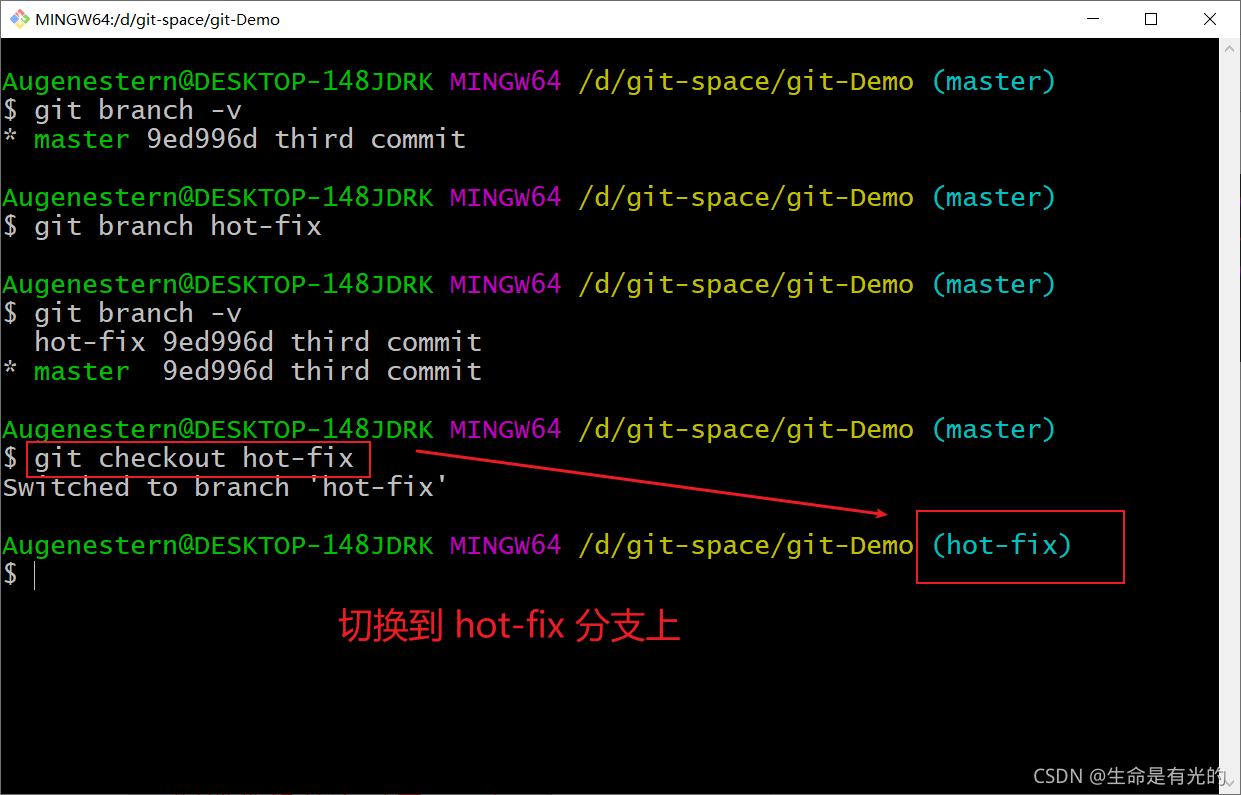 MINGW64:/d/git-space/git-Demo
Augenestern@DESKTOP-148JDRK MINGW64 /d/git-space/git-Demo (master)
$ git branch -v
* master 9ed996d third commit
Augenestern@DESKTOP-148JDRK MINGW64 /d/git-space/git-Demo (master)
$ git branch hot-fix
Augenestern@DESKTOP-148JDRK MINGW64 /d/git-space/git-Demo (master)
$ git branch -v
  hot-fix 9ed996d third commit
* master  9ed996d third commit
Augenestern@DESKTOP-148JDRK MINGW64 /d/git-space/git-Demo (master)
$ git checkout hot-fix
Switched to branch 'hot-fix'
Augenestern@DESKTOP-148JDRK MINGW64 /d/git-space/git-Demo (hot-fix)
$
切换到 hot-fix 分支上
CSDN @生命是有光的